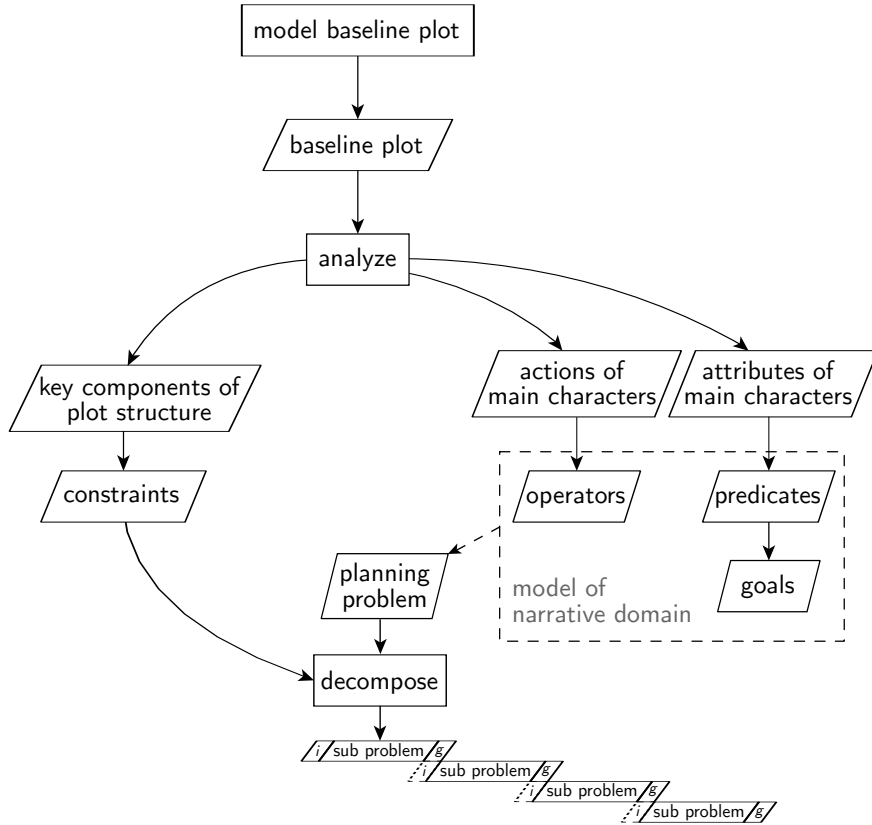 model baseline plot
baseline plot
analyze
key components of
plot structure
actions of
main characters
attributes of
main characters
constraints
operators
predicates
planning
problem
model of
narrative domain
goals
decompose
i sub problem g
i sub problem g
i sub problem g
i sub problem g